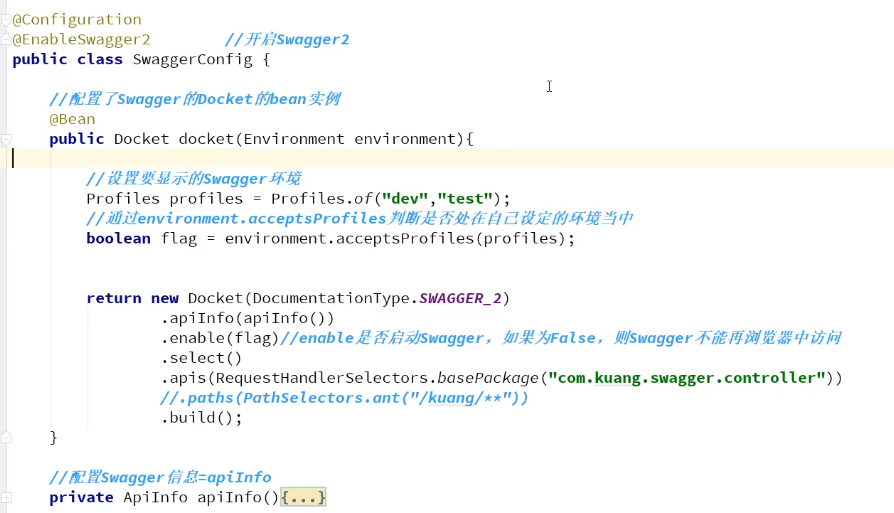 @Configuration
@EnableSwagger2 //开启Swagger2
public class SwaggerConfig {
//配置了Swagger的Docket的bean实例
@Bean
public Docket docket(Environment environment){
//设置要显示的Swagger环境
Profiles profiles = Profiles.of("dev","test");
//通过environment.acceptsProfiles判断是否处在自己设定的环境当中
boolean flag = environment.acceptsProfiles(profiles);
return new Docket(DocumentationType.SWAGGER_2)
.apiInfo(apiInfo())
.enable(flag)//enable是否启动Swagger，如果为False，则Swagger不能再浏览器中访问
.select()
.apis(RequestHandlerSelectors.basePackage("com.kuang.swagger.controller"))
//.paths(PathSelectors.ant("/kuang/**"))
.build();
}
//配置Swagger信息=apiInfo
private ApiInfo apiInfo(){...}